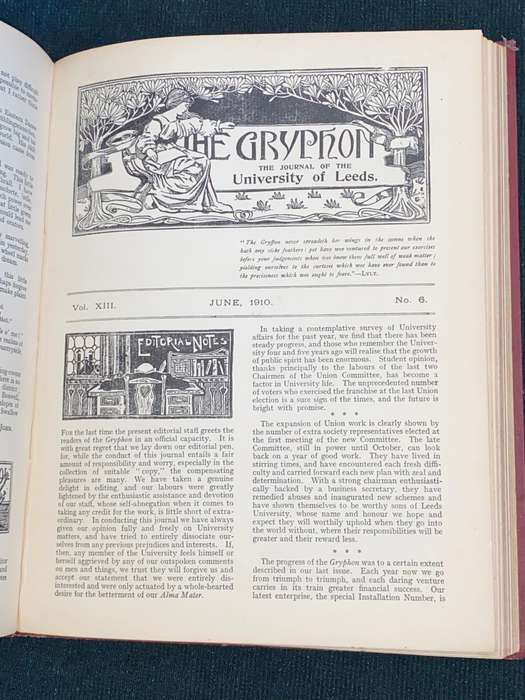 THE GRYPHON
THE JOURNAL OF THE
University of Leeds.
"The Gryffon never spreadeth her wings in the sunne when she
hath any sicke feathers; yet have wee ventured to present our exercises
before your judgements when wee know them full well of weak matter;
yielding ourselves to the curtesie which wee have ever found than to
the precisenesse which wee ought to feare."—LYLY.
Vol. XIII. JUNE, 1910. No. 6.
EDITORIAL NOTES
FOR the last time the present editorial staff greets the
readers of the Gryphon in an official capacity. It is
with great regret that we lay down our editorial pen,
for, while the conduct of this journal entails a fair
amount of responsibility and worry, especially in the
collection of suitable "copy," the compensating
pleasures are many. We have taken a genuine
delight in editing, and our labours were greatly
lightened by the enthusiastic assistance and devotion
of our staff, whose self-abnegation when it comes to
taking any credit for the work, is little short of extra-
ordinary. In conducting this journal we have always
given our opinion fully and freely on University
matters, and have tried to entirely dissociate our-
selves from any previous prejudices and interests. If,
then, any member of the University feels himself or
herself aggrieved by any of our outspoken comments
on men and things, we trust they will forgive us and
accept our statement that we were entirely dis-
interested and were only actuated by a whole-hearted
desire for the betterment of our Alma Mater.
In taking a contemplative survey of University
affairs for the past year, we find that there has been
steady progress, and those who remember the Univer-
sity four and five years ago will realise that the growth
of public spirit has been enormous. Student opinion,
thanks principally to the labours of the last two
Chairmen of the Union Committee, has become a
factor in University life. The unprecedented number
of voters who exercised the franchise at the last Union
election is a sure sign of the times, and the future is
bright with promise.
* * *
The expansion of Union work is clearly shown by
the number of extra society representatives elected at
the first meeting of the new Committee. The late
Committee, still in power until October, can look
back on a year of good work. They have lived in
stirring times, and have encountered each fresh diffi-
culty and carried forward each new plan with zeal and
determination. With a strong chairman enthusiasti-
cally backed by a business secretary, they have
remedied abuses and inaugurated new schemes and
have shown themselves to be worthy sons of Leeds
University, whose name and honour we hope and
expect they will worthily uphold when they go into
the world without, where their responsibilities will be
greater and their reward less.
* * *
The progress of the Gryphon was to a certain extent
described in our last issue. Each year now we go
from triumph to triumph, and each daring venture
carries in its train greater financial success. Our
latest enterprise, the special Installation Number, is